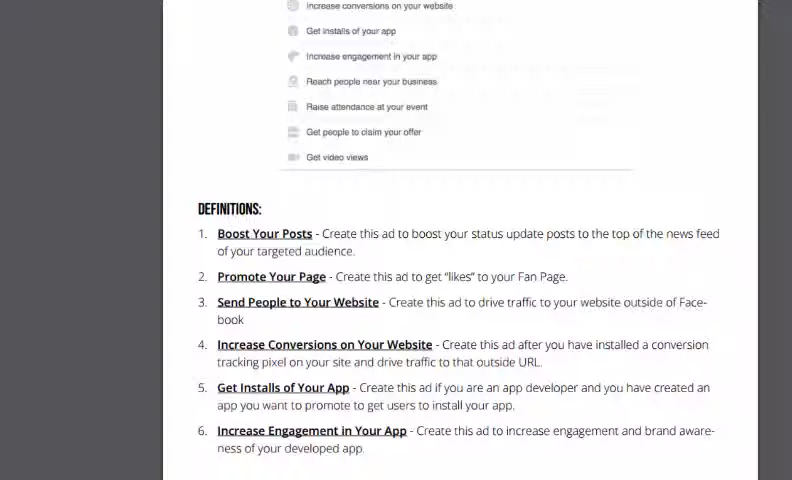 Increase conversions on your website
Get installs of your app
Increase engagement in your app
Reach people near your business
Raise attendance at your event
Get people to claim your offer
Get video views
DEFINITIONS:
1. Boost Your Posts - Create this ad to boost your status update posts to the top of the news feed
of your targeted audience.
2. Promote Your Page - Create this ad to get “likes” to your Fan Page.
3. Send People to Your Website - Create this ad to drive traffic to your website outside of Face-
book
4. Increase Conversions on Your Website - Create this ad after you have installed a conversion
tracking pixel on your site and drive traffic to that outside URL.
5. Get Installs of Your App - Create this ad if you are an app developer and you have created an
app you want to promote to get users to install your app.
6. Increase Engagement in Your App - Create this ad to increase engagement and brand aware-
ness of your developed app.